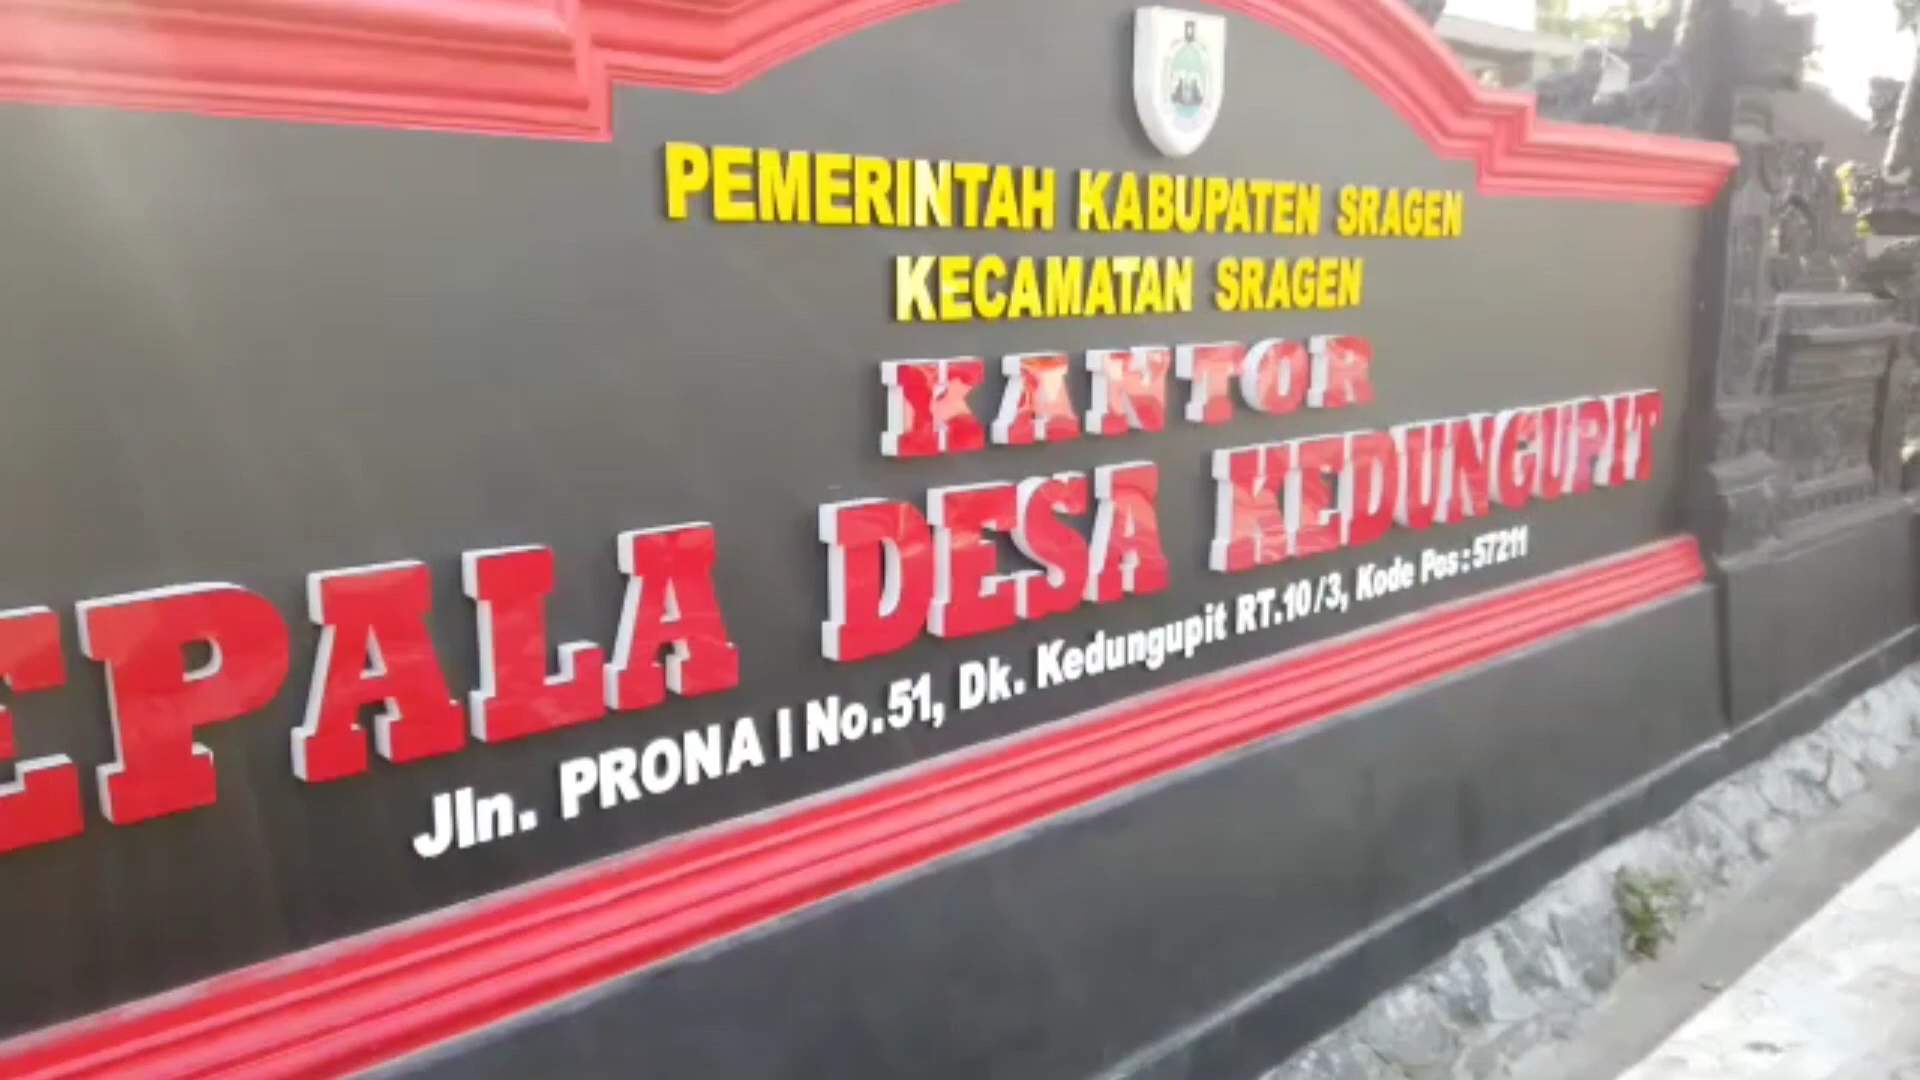 PEMERINTAH KABUPATEN SRAGEN
KECAMATAN SRAGEN
KANTOR
EPALA DESA KEDUNGUPIT
Jln. PRONA I No.51, Dk. Kedungupit RT.10/3, Kode Pos : 57211